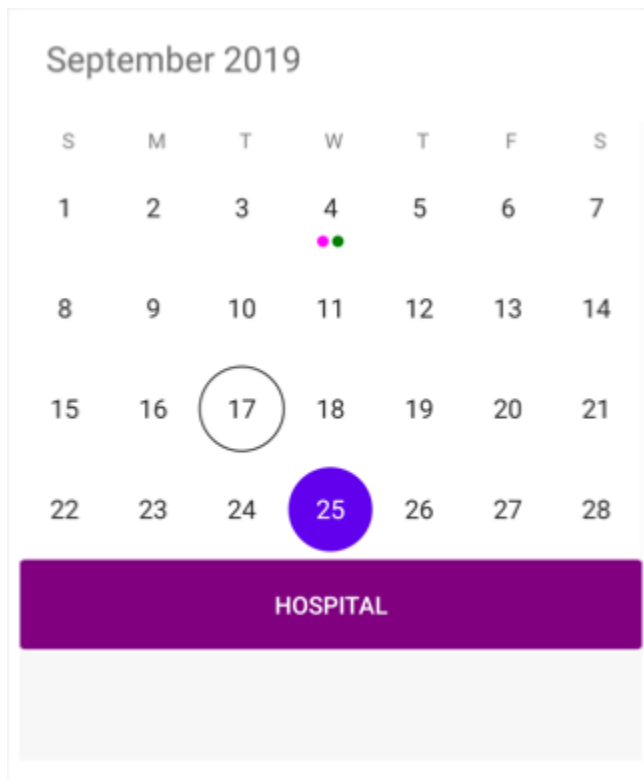 September 2019
S M T W T F S
1 2 3 4 5 6 7
8 9 10 11 12 13 14
15 16 17 18 19 20 21
22 23 24 25 26 27 28
HOSPITAL